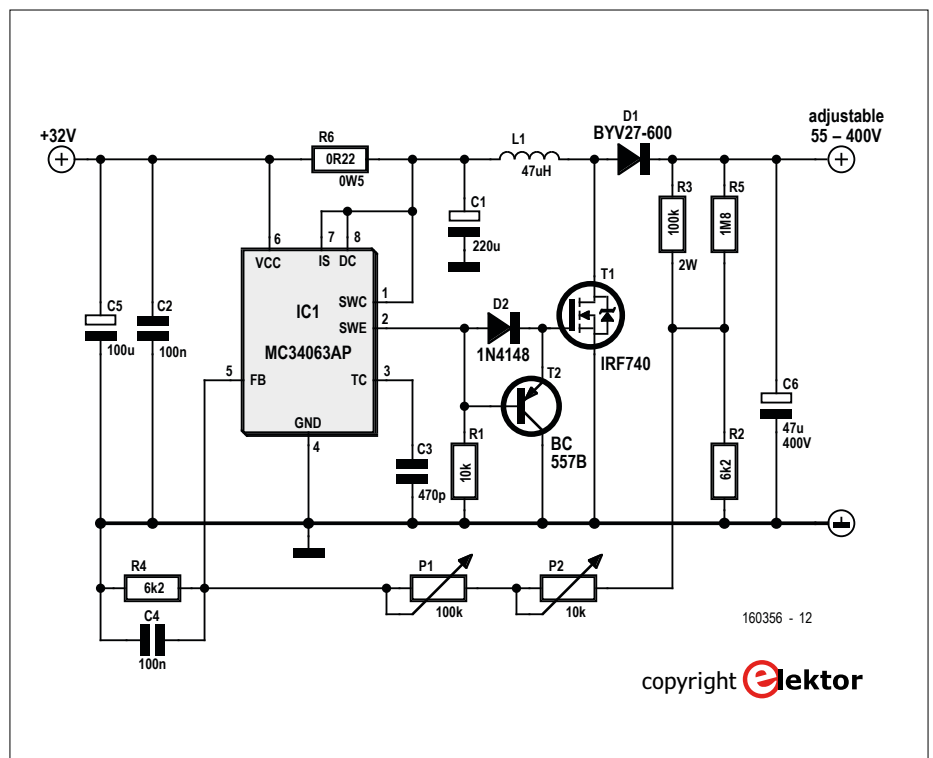 +32V
R6
0R22
0W5
L1
47uH
D1
BYV27-600
adjustable
55 – 400V
R3
100k
2W
R5
1M8
C1
220u
6
7
8
VCC
IS
DC
C5
100u
C2
100n
IC1
MC34063AP
SWC
1
SWE
2
5
FB
TC
3
GND
4
D2
1N4148
T1
IRF740
T2
BC
557B
R1
10k
C3
470p
R2
6k2
C6
47u
400V
R4
6k2
C4
100n
P1
100k
P2
10k
160356 - 12
copyright elektor